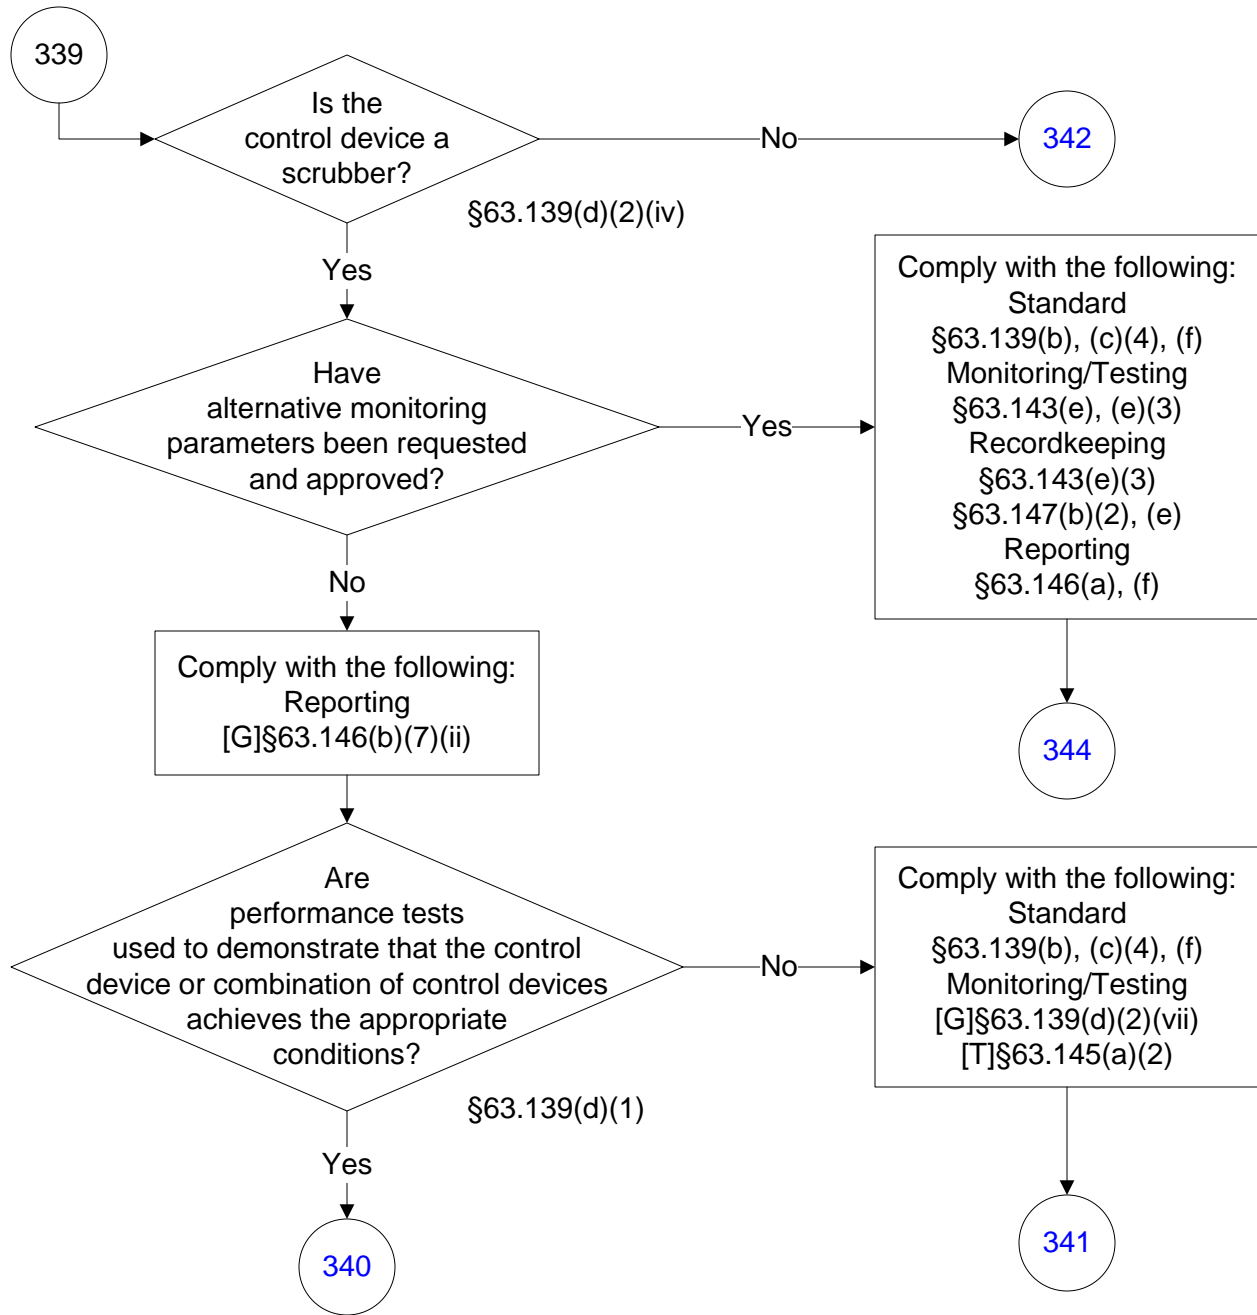 339
Is the
control device a
scrubber?
No
342
§63.139(d)(2)(iv)
Yes
Have
alternative monitoring
parameters been requested
and approved?
Yes
Comply with the following:
Standard
§63.139(b), (c)(4), (f)
Monitoring/Testing
§63.143(e), (e)(3)
Recordkeeping
§63.143(e)(3)
§63.147(b)(2), (e)
Reporting
§63.146(a), (f)
344
No
Comply with the following:
Reporting
[G]§63.146(b)(7)(ii)
Are
performance tests
used to demonstrate that the control
device or combination of control devices
achieves the appropriate
conditions?
No
Comply with the following:
Standard
§63.139(b), (c)(4), (f)
Monitoring/Testing
[G]§63.139(d)(2)(vii)
[T]§63.145(a)(2)
341
§63.139(d)(1)
Yes
340